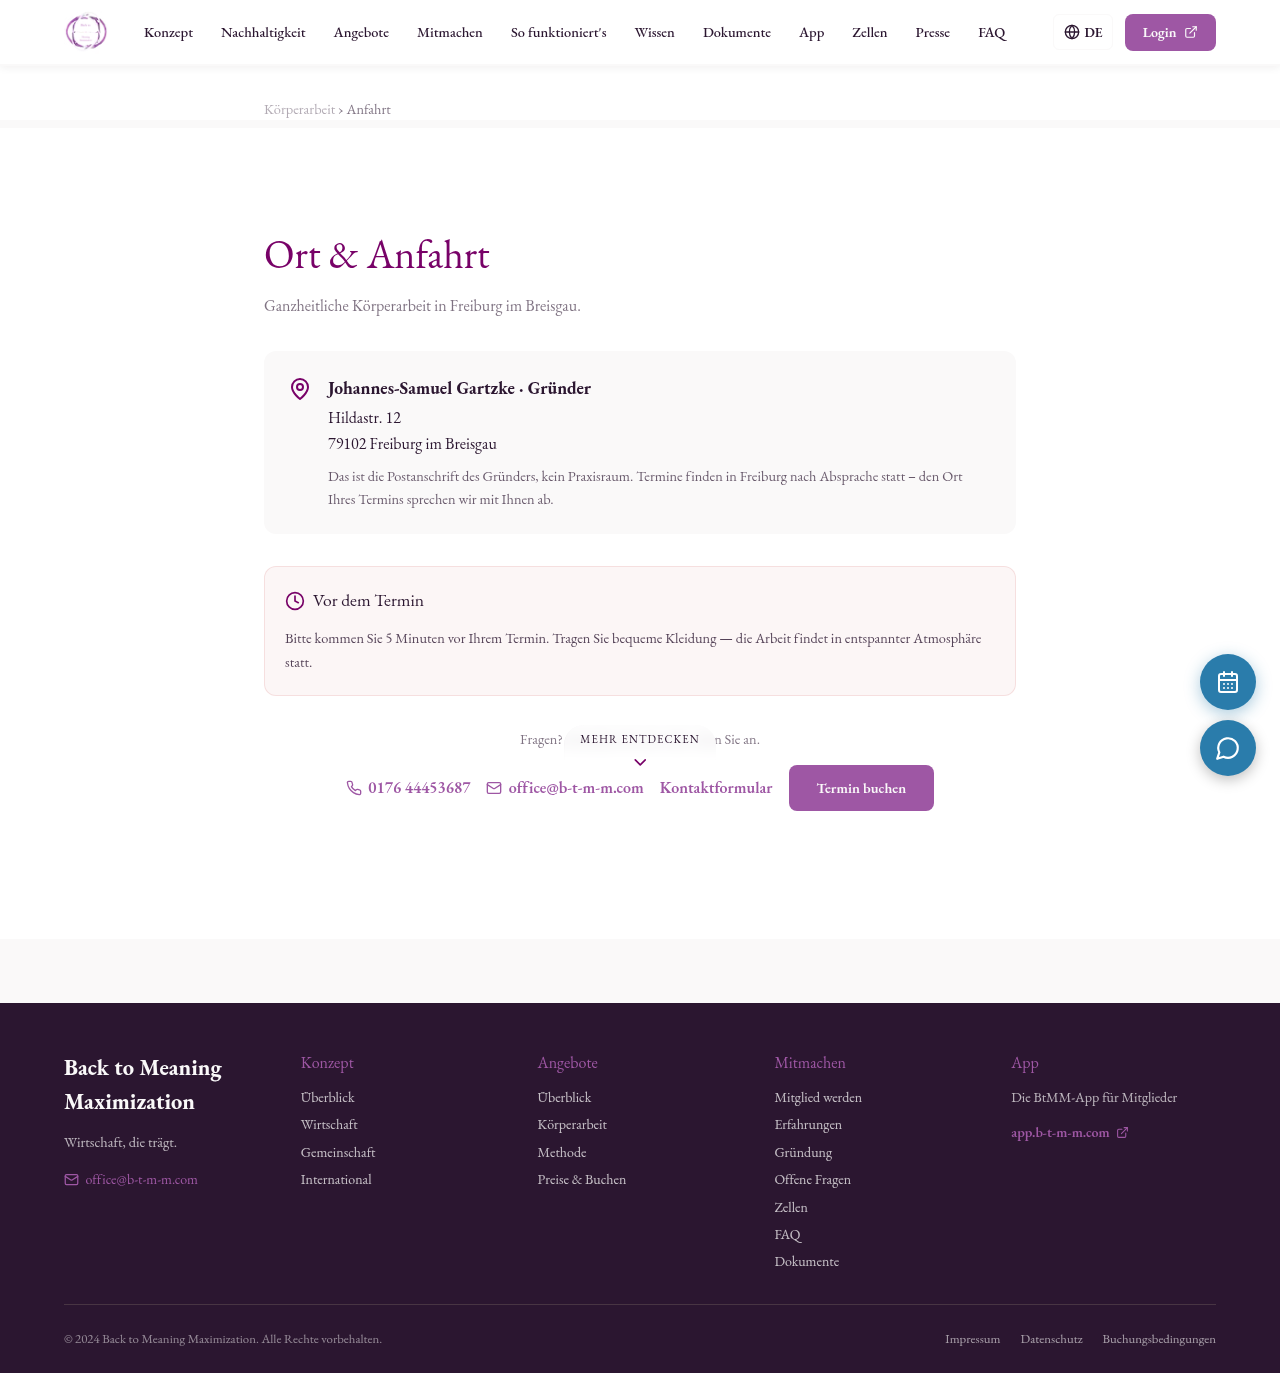 Konzept Nachhaltigkeit Angebote Mitmachen So funktioniert's Wissen Dokumente App Zellen Presse FAQ DE Login
Körperarbeit › Anfahrt
Ort & Anfahrt
Ganzheitliche Körperarbeit in Freiburg im Breisgau.
Johannes-Samuel Gartzke · Gründer
Hildastr. 12
79102 Freiburg im Breisgau
Das ist die Postanschrift des Gründers, kein Praxisraum. Termine finden in Freiburg nach Absprache statt – den Ort
Ihres Termins sprechen wir mit Ihnen ab.
Vor dem Termin
Bitte kommen Sie 5 Minuten vor Ihrem Termin. Tragen Sie bequeme Kleidung — die Arbeit findet in entspannter Atmosphäre
statt.
Fragen? n Sie an.
MEHR ENTDECKEN
0176 44453687 office@b-t-m-m.com Kontaktformular Termin buchen
Back to Meaning
Maximization
Wirtschaft, die trägt.
office@b-t-m-m.com
Konzept
Überblick
Wirtschaft
Gemeinschaft
International
Angebote
Überblick
Körperarbeit
Methode
Preise & Buchen
Mitmachen
Mitglied werden
Erfahrungen
Gründung
Offene Fragen
Zellen
FAQ
Dokumente
App
Die BtMM-App für Mitglieder
app.b-t-m-m.com
© 2024 Back to Meaning Maximization. Alle Rechte vorbehalten.
Impressum Datenschutz Buchungsbedingungen